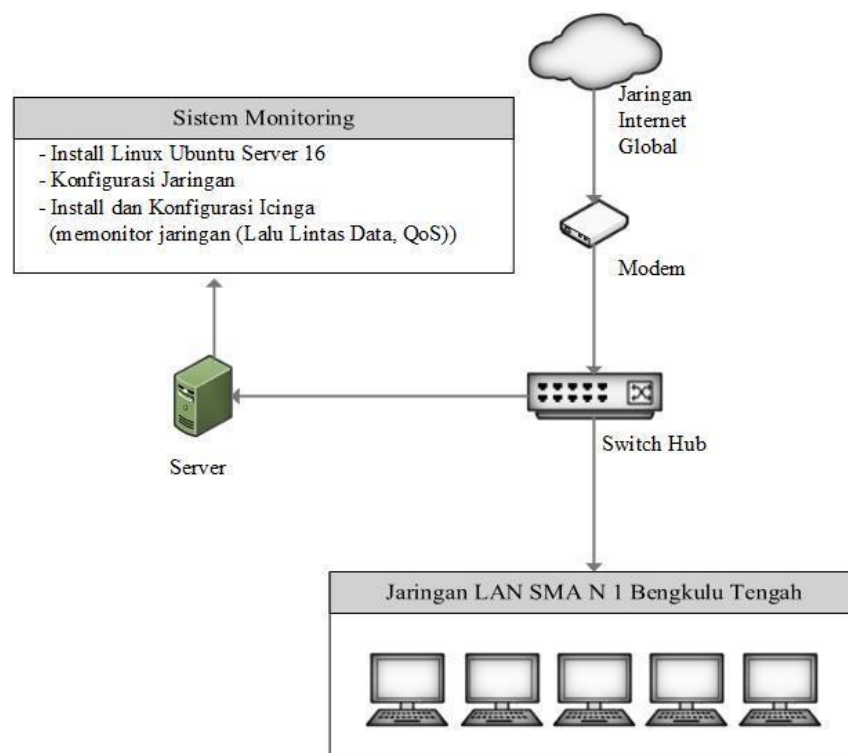 Jaringan
Internet
Global
Sistem Monitoring
- Install Linux Ubuntu Server 16
- Konfigurasi Jaringan
- Install dan Konfigurasi Icinga
(memonitor jaringan (Lalu Lintas Data, QoS))
Modem
Switch Hub
Server
Jaringan LAN SMA N 1 Bengkulu Tengah